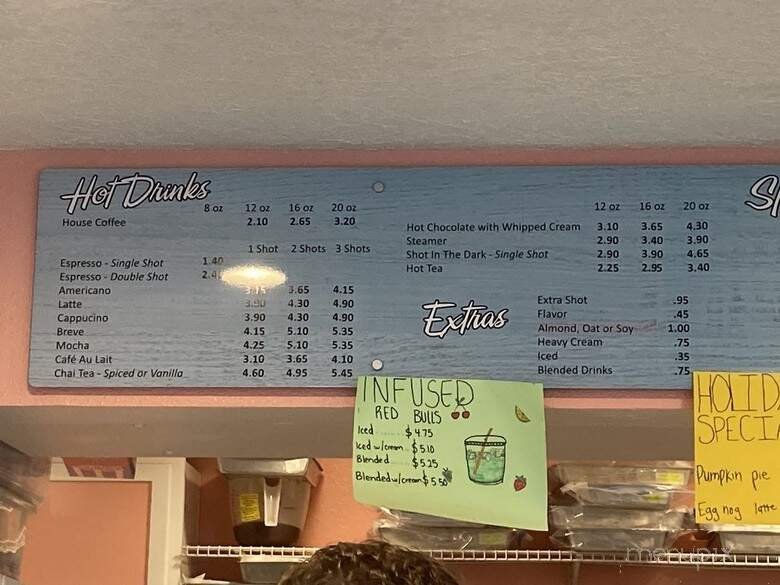 Hot Drinks
8 oz 12 oz 16 oz 20 oz
House Coffee 2.10 2.65 3.20
1 Shot 2 Shots 3 Shots
Espresso - Single Shot 1.40
Espresso - Double Shot
Americano 3.65 4.15
Latte 4.30 4.90
Cappucino 3.90 4.30 4.90
Breve 4.15 5.10 5.35
Mocha 4.25 5.10 5.35
Café Au Lait 3.10 3.65 4.10
Chai Tea - Spiced or Vanilla 4.60 4.95 5.45
12 oz 16 oz 20 oz
Hot Chocolate with Whipped Cream 3.10 3.65 4.30
Steamer 2.90 3.40 3.90
Shot In The Dark - Single Shot 2.90 3.90 4.65
Hot Tea 2.25 2.95 3.40
Extras
Extra Shot .95
Flavor .45
Almond, Oat or Soy 1.00
Heavy Cream .75
Iced .35
Blended Drinks .75
INFUSED
RED BULLS
Iced $4.75
Iced w/cream $5.10
Blended $5.25
Blended w/cream $5.50
HOLID
SPECI
Pumpkin pie
Egg nog latte
menupix